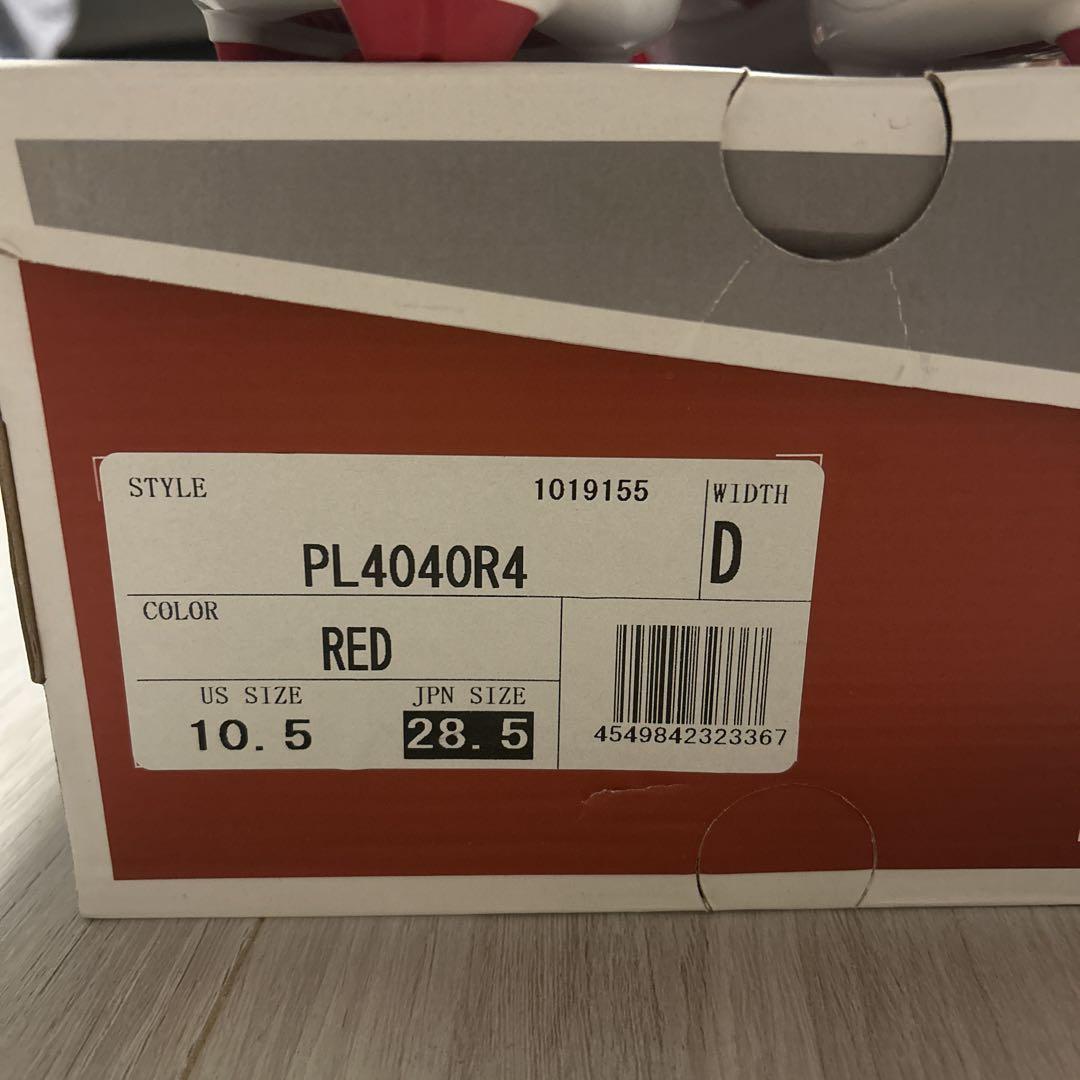 STYLE 1019155 WIDTH
PL4040R4 D
COLOR
RED
US SIZE JPN SIZE
10.5 28.5
4549842323367